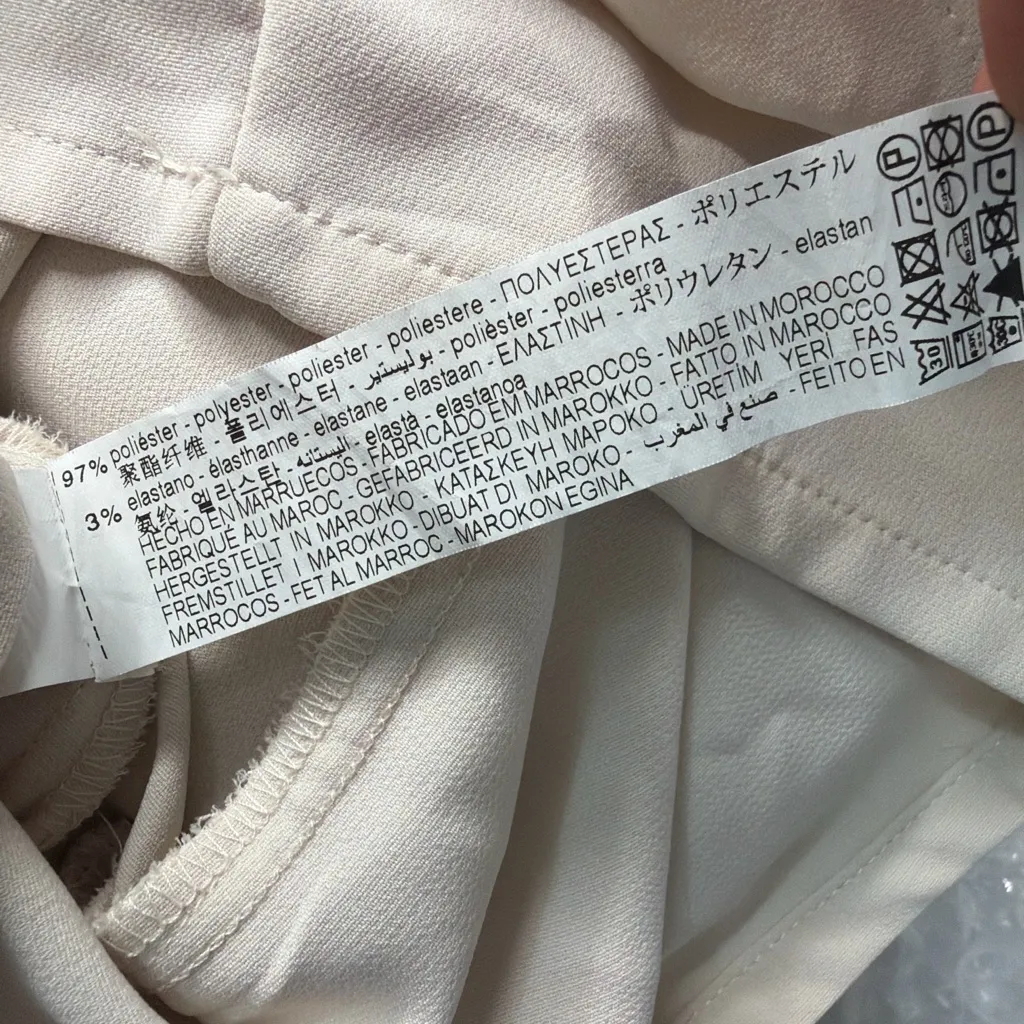 97% poliéster - polyester - poliester - poliestere - ΠΟΛΥΕΣΤΕΡΑΣ - ポリエステル
聚酯纤维 - 폴리에스터 - بوليستير - polièster - poliesterra
3% elastano - élasthanne - elastane - elastaan - ΕΛΑΣΤΙΝΗ - ポリウレタン - elastan
氨纶 - 엘라스탄 - اليستانه - elastà - elastanoa
HECHO EN MARRUECOS - FABRICADO EM MARROCOS - MADE IN MOROCCO
FABRIQUÉ AU MAROC - GEFABRICEERD IN MAROKKO - FATTO IN MAROCCO
HERGESTELLT IN MAROKKO - ΚΑΤΑΣΚΕΥΗ ΜΑΡΟΚΟ - ÜRETİM YERİ FAS
FREMSTILLET I MAROKKO - DIBUAT DI MAROKO - صنع في المغرب - FEITO EN
MARROCOS - FET AL MARROC - MAROKON EGINA
P P
30